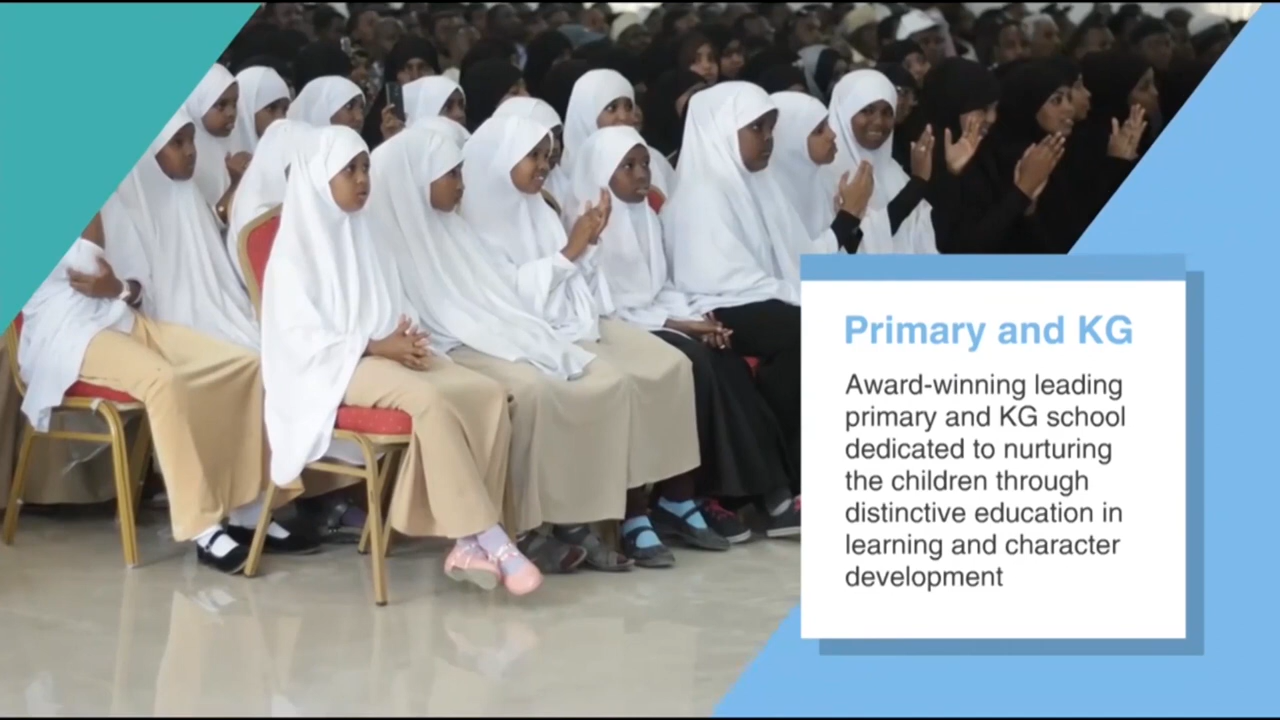 Primary and KG
Award-winning leading
primary and KG school
dedicated to nurturing
the children through
distinctive education in
learning and character
development